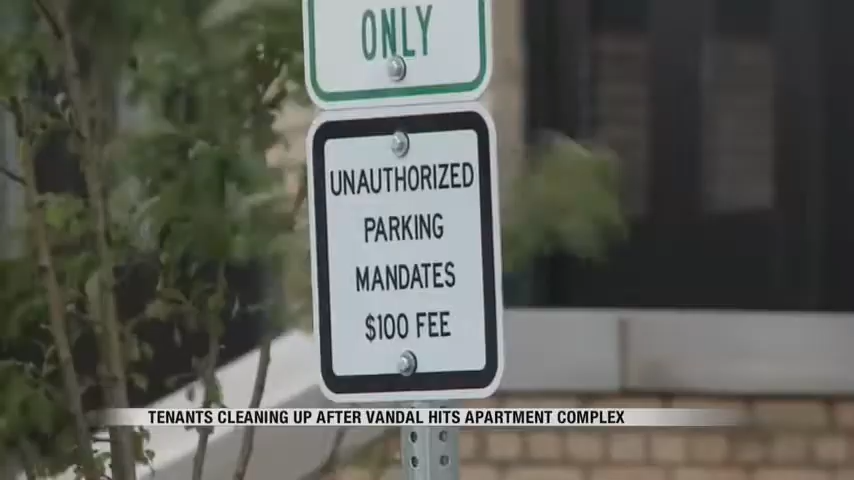 ONLY
UNAUTHORIZED
PARKING
MANDATES
$100 FEE
TENANTS CLEANING UP AFTER VANDAL HITS APARTMENT COMPLEX